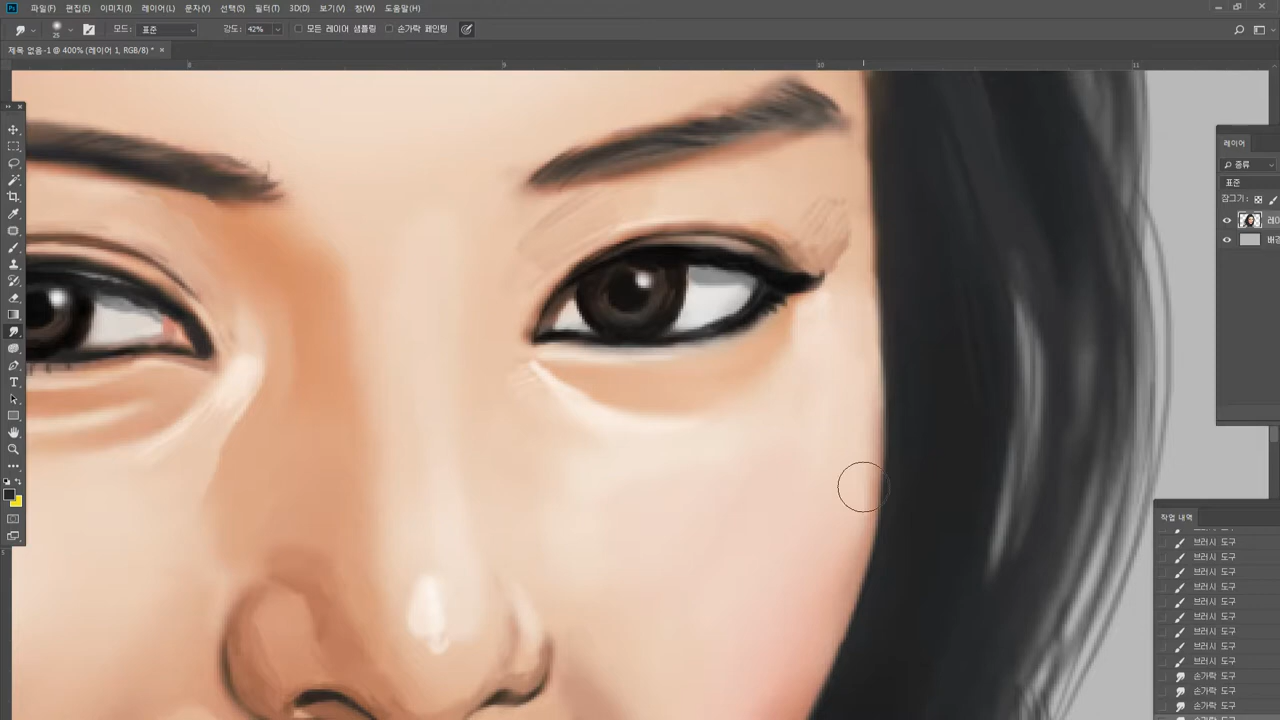 Ps 파일(F) 편집(E) 이미지(I) 레이어(L) 문자(Y) 선택(S) 필터(T) 3D(D) 보기(V) 창(W) 도움말(H)
25 모드: 표준 강도: 42% 모든 레이어 샘플링 손가락 페인팅
제목 없음-1 @ 400% (레이어 1, RGB/8) * ×
8 9 10 11
레이어
종류
표준
잠그기:
레이
배경
작업 내역
브러시 도구
브러시 도구
브러시 도구
브러시 도구
브러시 도구
브러시 도구
브러시 도구
브러시 도구
브러시 도구
손가락 도구
손가락 도구
손가락 도구